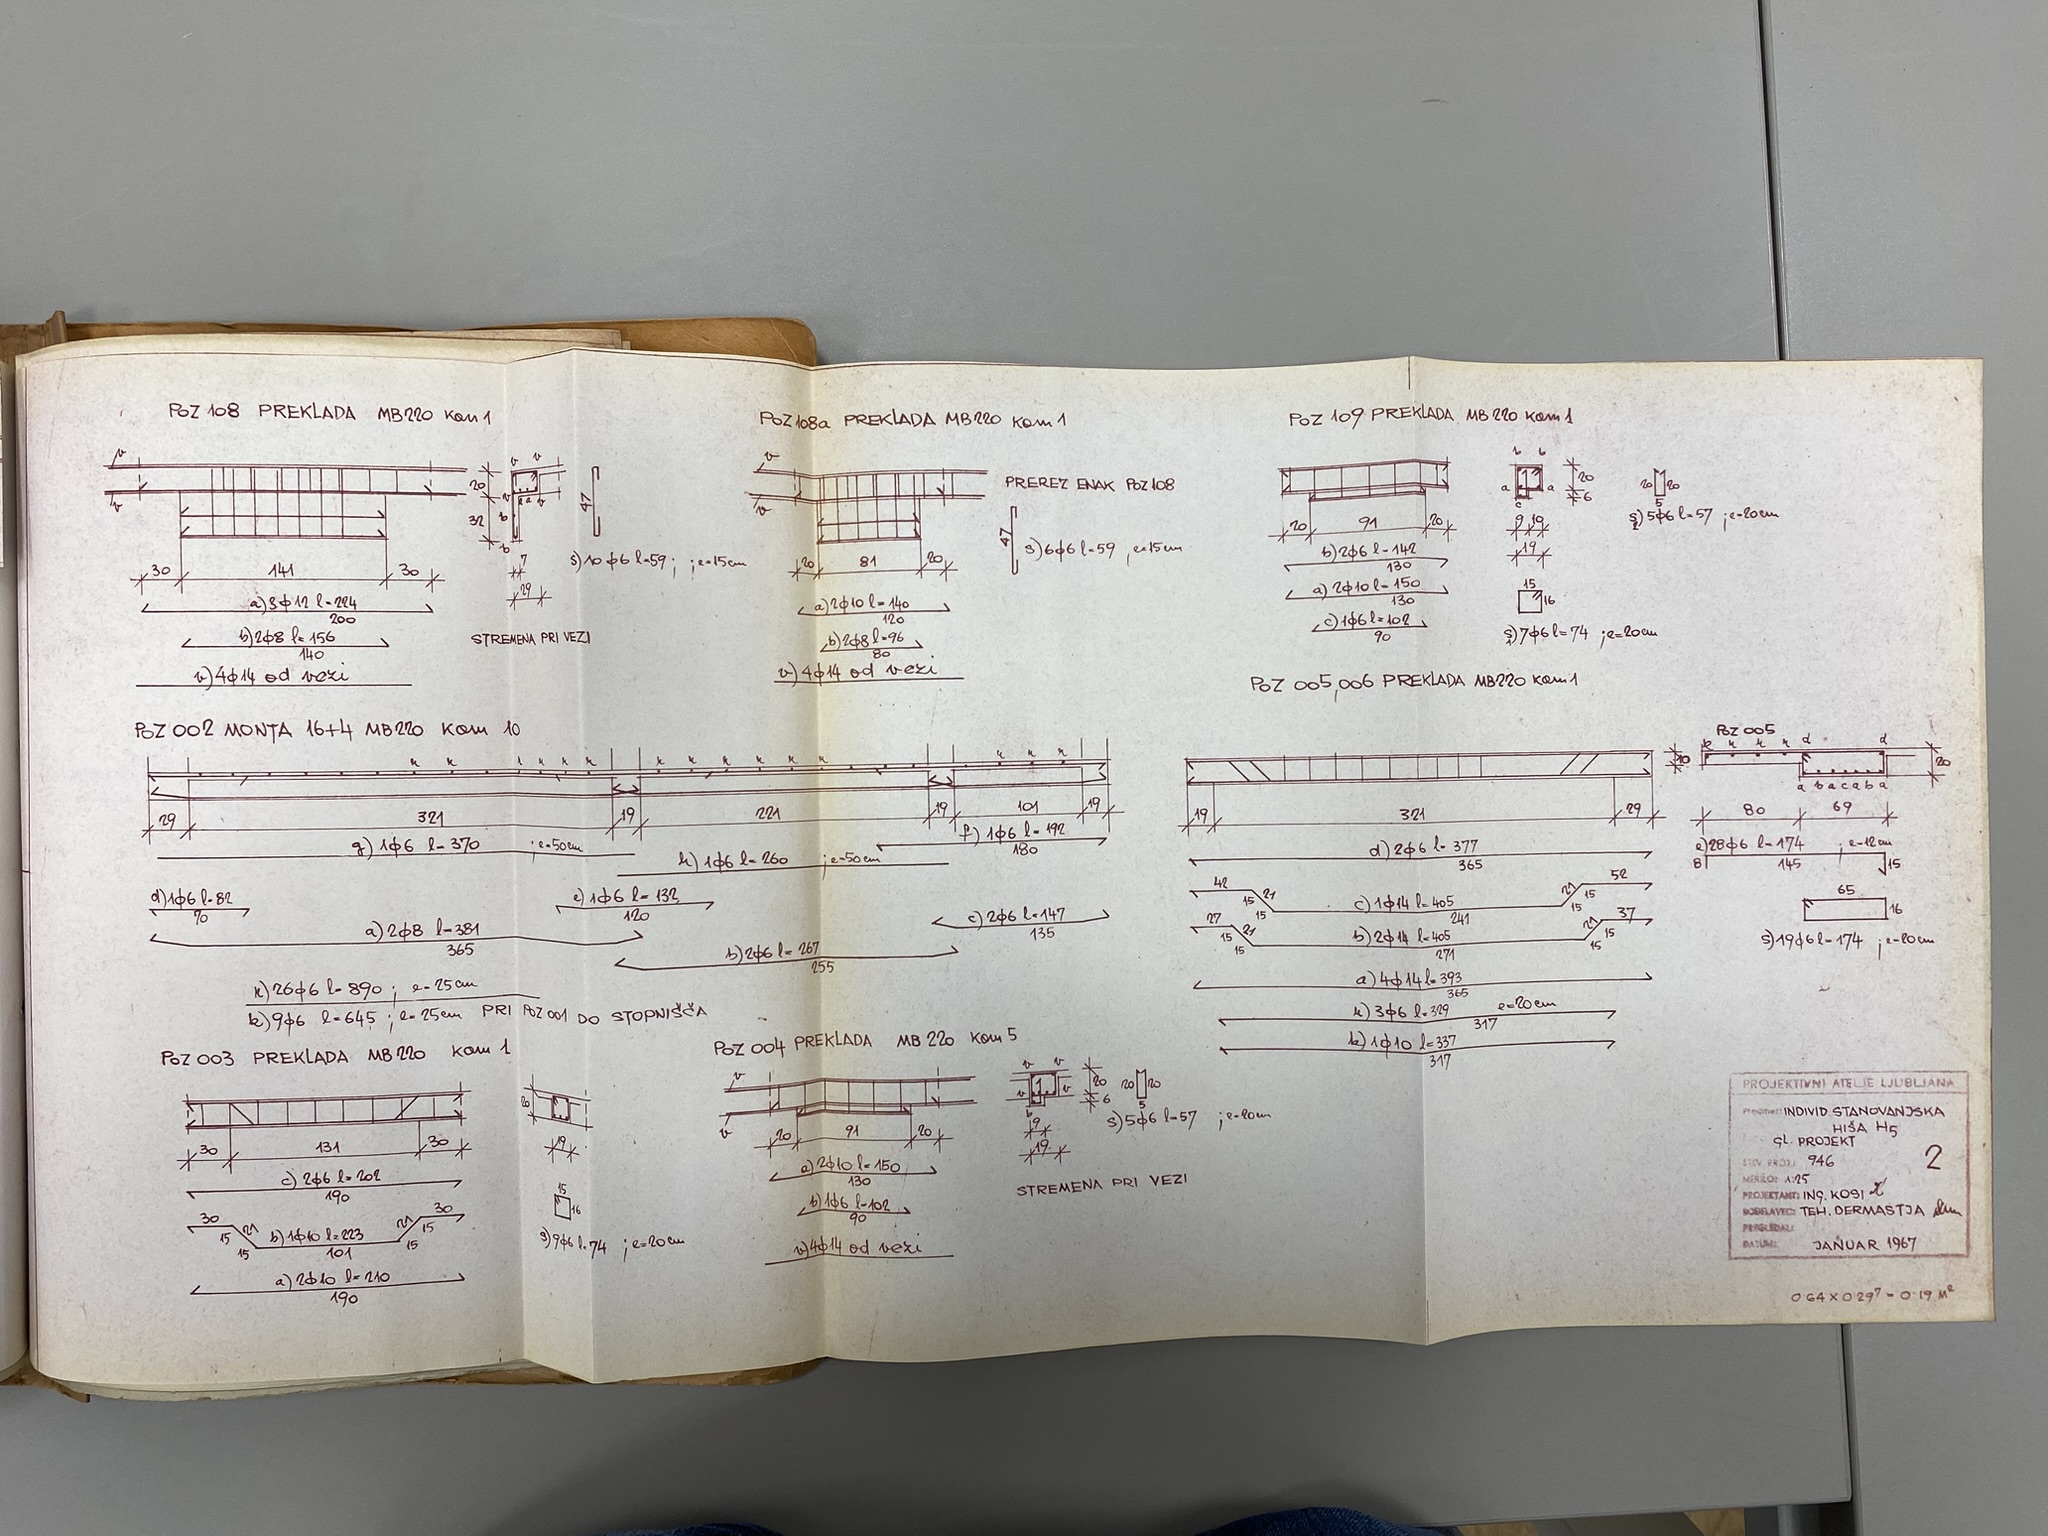 POZ 108 PREKLADA MB220 KOM 1
v
v
20
32
v v
v a a v
b
b
47
š) 10ϕ6 l=59 ; ; e=15cm
7
29
30 141 30
a) 3ϕ12 l=224
200
b) 2ϕ8 l=156
140
v) 4ϕ14 od vezi
STREMENA PRI VEZI
POZ 108a PREKLADA MB220 KOM 1
v
v
PREREZ ENAK POZ 108
47
š) 6ϕ6 l=59 ; e=15cm
20 81 20
a) 2ϕ10 l=140
120
b) 2ϕ8 l=96
80
v) 4ϕ14 od vezi
POZ 109 PREKLADA MB220 KOM 1
b b
a a
c
20
6
20 20
5
š2) 5ϕ6 l=57 ; e=20cm
20 91 20
9 10
19
b) 2ϕ6 l=142
130
a) 2ϕ10 l=150
130
c) 1ϕ6 l=102
90
15
16
š1) 7ϕ6 l=74 ; e=20cm
POZ 002 MONTA 16+4 MB220 KOM 10
29 321 19 221 19 101 19
g) 1ϕ6 l=370 ; e=50cm
h) 1ϕ6 l=260 ; e=50cm
f) 1ϕ6 l=192
180
d) 1ϕ6 l=82
70
e) 1ϕ6 l=132
120
c) 2ϕ6 l=147
135
a) 2ϕ8 l=381
365
b) 2ϕ6 l=267
255
k) 26ϕ6 l=890 ; e=25cm
k) 9ϕ6 l=645 ; e=25cm PRI POZ 001 DO STOPNIŠČA
POZ 005, 006 PREKLADA MB220 KOM 1
19 321 29
d) 2ϕ6 l=377
365
42 21 15 15
c) 1ϕ14 l=405
241
21 15 15 52
27 21 15 15
b) 2ϕ14 l=405
271
21 15 15 37
a) 4ϕ14 l=393
365
k) 3ϕ6 l=329 e=20cm
317
k) 1ϕ10 l=337
317
POZ 005
d d
10
20
a b a c a b a
80 69
e) 28ϕ6 l=174 ; e=12cm
8 145 15
65
16
š) 19ϕ6 l=174 ; e=20cm
POZ 003 PREKLADA MB220 KOM 1
20
30 131 30
19
c) 2ϕ6 l=202
190
30 21 15 15
b) 1ϕ10 l=223
101
21 15 15 30
15
16
š) 9ϕ6 l=74 ; e=20cm
a) 2ϕ10 l=210
190
POZ 004 PREKLADA MB 220 KOM 5
v
v
v v
v v
b
20
6
20 20
5
š) 5ϕ6 l=57 ; e=20cm
20 91 20
9
19
a) 2ϕ10 l=150
130
b) 1ϕ6 l=102
90
v) 4ϕ14 od vezi
STREMENA PRI VEZI
PROJEKTIVNI ATELJE LJUBLJANA
Predmet: INDIVID. STANOVANJSKA
HIŠA H5
GL. PROJEKT
ŠTEV. PROJ.: 946
2
MERILO: 1:25
PROJEKTANT: ING. KOSI
SODELAVEC: TEH. DERMASTJA
PREGLEDAL:
DATUM: JANUAR 1967
0.64 x 0.297 = 0.19 M²